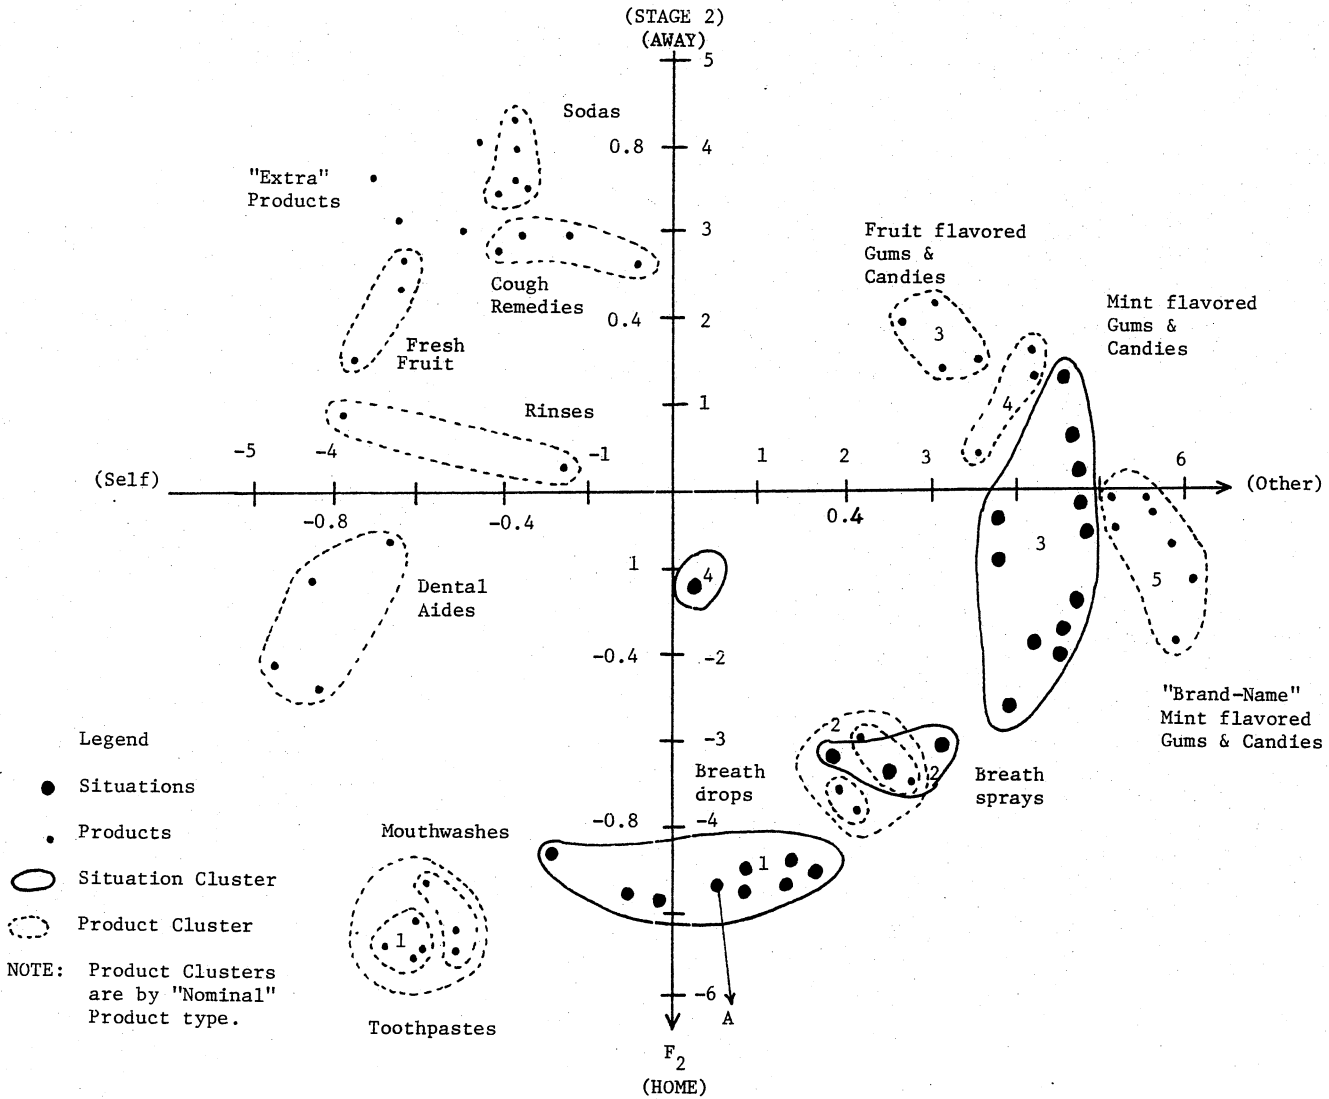 (STAGE 2)
(AWAY)
5
Sodas
0.8 4
"Extra"
Products
3
Fruit flavored
Gums &
Candies
Cough
Remedies
Mint flavored
Gums &
Candies
0.4 2
3
Fresh
Fruit
1
4
Rinses
-5 -4 -1 1 2 3 6
(Self) (Other)
-0.8 -0.4 0.4
3
1
4
5
Dental
Aides
-0.4 -2
"Brand-Name"
Mint flavored
Gums & Candies
2
-3
Legend
Breath
drops
2
Breath
sprays
Situations
-0.8 -4
Products
Mouthwashes
1
Situation Cluster
Product Cluster
1
NOTE: Product Clusters
are by "Nominal"
Product type.
-6
A
Toothpastes
F2
(HOME)